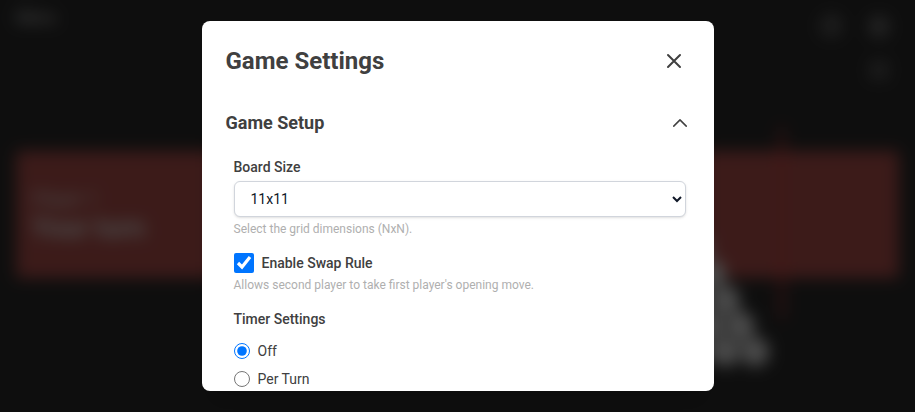 Game Settings
Game Setup
Board Size
11x11
Select the grid dimensions (NxN).
Enable Swap Rule
Allows second player to take first player's opening move.
Timer Settings
Off
Per Turn